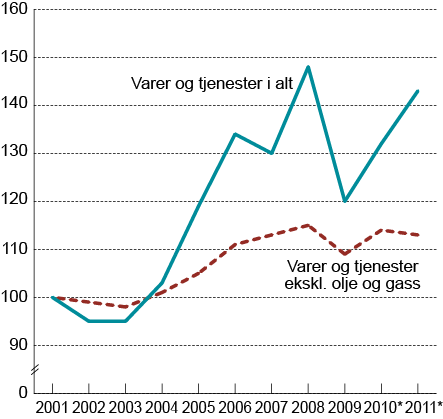 160
150
Varer og tjenester i alt
140
130
120
110
Varer og tjenester
ekskl. olje og gass
100
90
0
2001 2002 2003 2004 2005 2006 2007 2008 2009 2010* 2011*